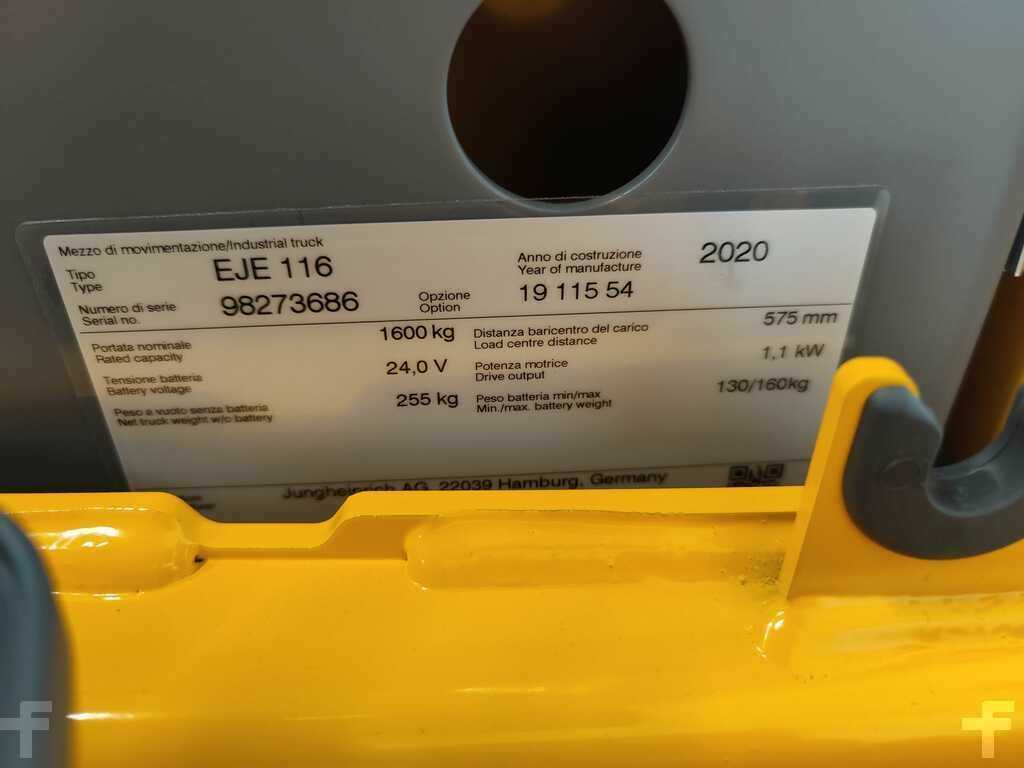 Mezzo di movimentazione/Industrial truck
Tipo
Type
EJE 116
Anno di costruzione
Year of manufacture
2020
Numero di serie
Serial no.
98273686
Opzione
Option
19 115 54
Portata nominale
Rated capacity
1600 kg
Distanza baricentro del carico
Load centre distance
575 mm
Tensione batteria
Battery voltage
24,0 V
Potenza motrice
Drive output
1,1 kW
Peso a vuoto senza batteria
Net truck weight w/o battery
255 kg
Peso batteria min/max
Min./max. battery weight
130/160kg
Jungheinrich AG, 22039 Hamburg, Germany